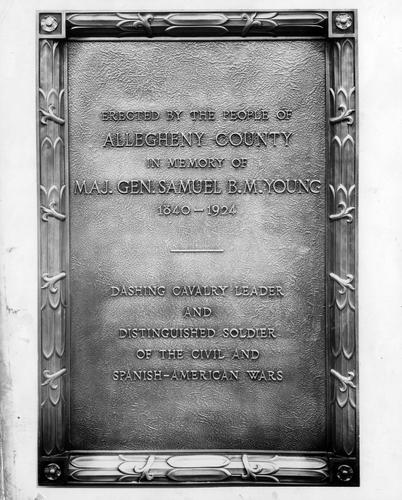 ERECTED BY THE PEOPLE OF
ALLEGHENY COUNTY
IN MEMORY OF
MAJ. GEN. SAMUEL B. M. YOUNG
1840–1924
DASHING CAVALRY LEADER
AND
DISTINGUISHED SOLDIER
OF THE CIVIL AND
SPANISH-AMERICAN WARS